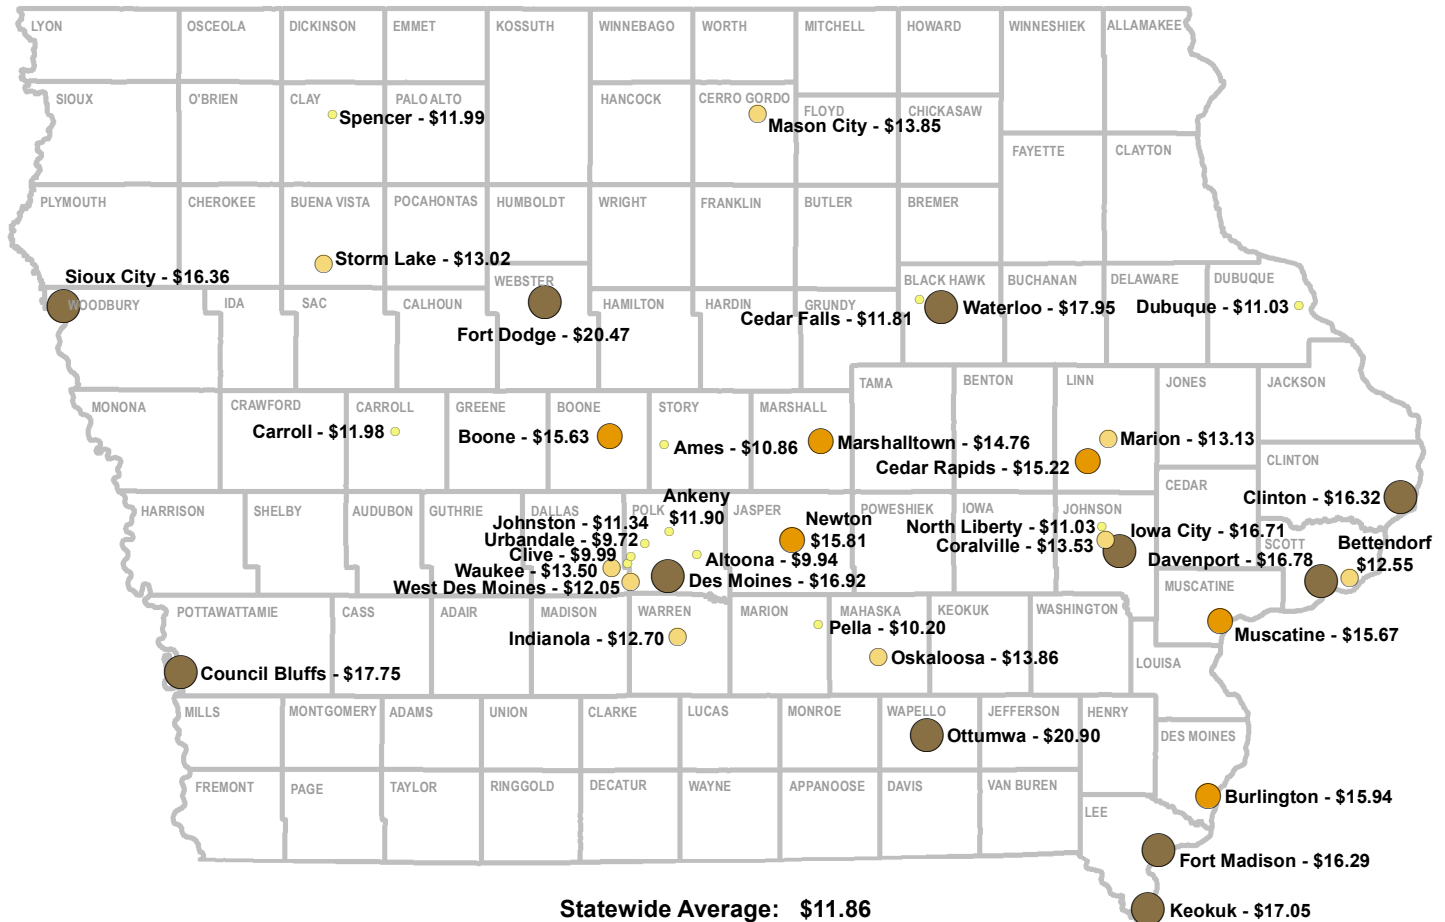 LYON
OSCEOLA
DICKINSON
EMMET
KOSSUTH
WINNEBAGO
WORTH
MITCHELL
HOWARD
WINNESHIEK
ALLAMAKEE
SIOUX
O'BRIEN
CLAY
PALO ALTO
HANCOCK
CERRO GORDO
FLOYD
CHICKASAW
Spencer - $11.99
Mason City - $13.85
FAYETTE
CLAYTON
PLYMOUTH
CHEROKEE
BUENA VISTA
POCAHONTAS
HUMBOLDT
WRIGHT
FRANKLIN
BUTLER
BREMER
Storm Lake - $13.02
Sioux City - $16.36
WEBSTER
BLACK HAWK
BUCHANAN
DELAWARE
DUBUQUE
WOODBURY
IDA
SAC
CALHOUN
HAMILTON
HARDIN
GRUNDY
Cedar Falls - $11.81
Waterloo - $17.95
Dubuque - $11.03
Fort Dodge - $20.47
TAMA
BENTON
LINN
JONES
JACKSON
MONONA
CRAWFORD
CARROLL
GREENE
BOONE
STORY
MARSHALL
Carroll - $11.98
Boone - $15.63
Ames - $10.86
Marshalltown - $14.76
Marion - $13.13
Cedar Rapids - $15.22
CLINTON
CEDAR
Clinton - $16.32
HARRISON
SHELBY
AUDUBON
GUTHRIE
DALLAS
POLK
JASPER
POWESHIEK
IOWA
JOHNSON
Ankeny
$11.90
Johnston - $11.34
Urbandale - $9.72
Clive - $9.99
Waukee - $13.50
West Des Moines - $12.05
Altoona - $9.94
Des Moines - $16.92
Newton
$15.81
North Liberty - $11.03
Iowa City - $16.71
Coralville - $13.53
SCOTT
Davenport - $16.78
Bettendorf
$12.55
MUSCATINE
POTTAWATTAMIE
CASS
ADAIR
MADISON
WARREN
MARION
MAHASKA
KEOKUK
WASHINGTON
Indianola - $12.70
Pella - $10.20
Oskaloosa - $13.86
Muscatine - $15.67
LOUISA
Council Bluffs - $17.75
MILLS
MONTGOMERY
ADAMS
UNION
CLARKE
LUCAS
MONROE
WAPELLO
JEFFERSON
HENRY
DES MOINES
Ottumwa - $20.90
FREMONT
PAGE
TAYLOR
RINGGOLD
DECATUR
WAYNE
APPANOOSE
DAVIS
VAN BUREN
LEE
Burlington - $15.94
Fort Madison - $16.29
Keokuk - $17.05
Statewide Average: $11.86